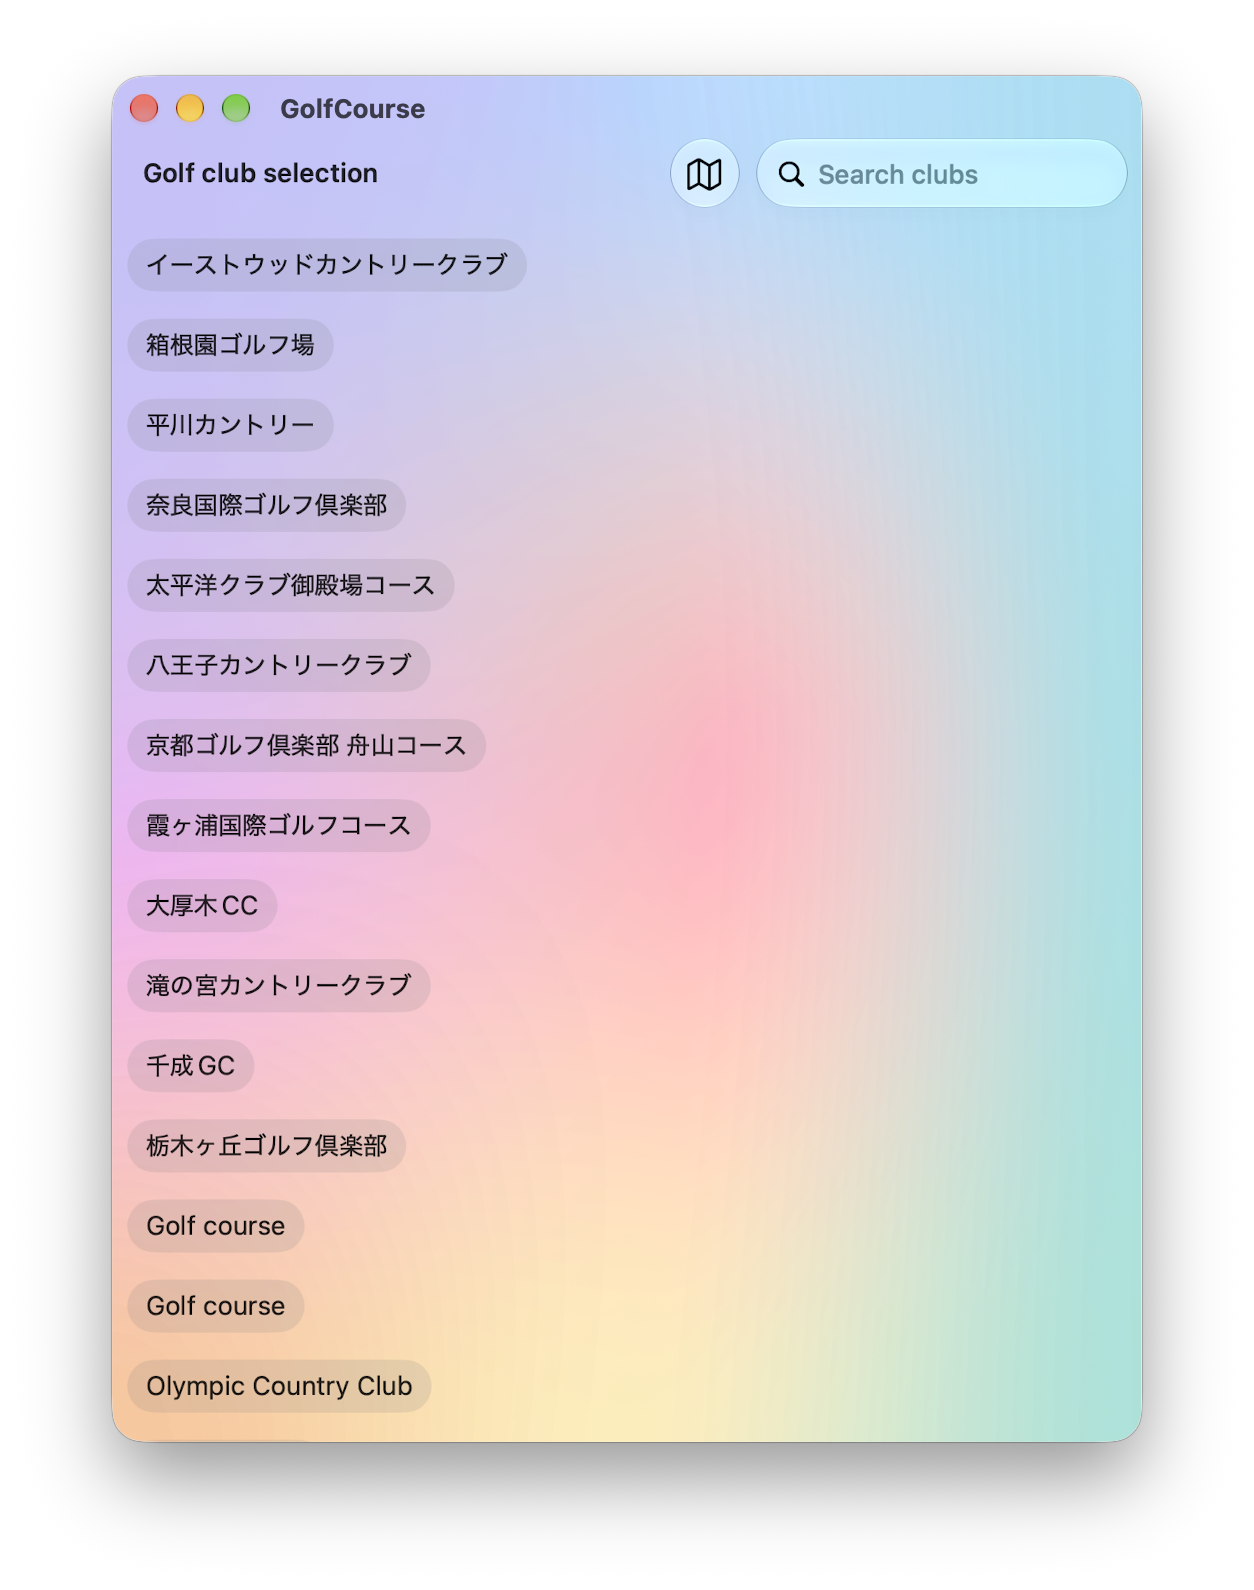 GolfCourse
Golf club selection
Search clubs
イーストウッドカントリークラブ
箱根園ゴルフ場
平川カントリー
奈良国際ゴルフ倶楽部
太平洋クラブ御殿場コース
八王子カントリークラブ
京都ゴルフ倶楽部 舟山コース
霞ヶ浦国際ゴルフコース
大厚木CC
滝の宮カントリークラブ
千成GC
栃木ヶ丘ゴルフ倶楽部
Golf course
Golf course
Olympic Country Club